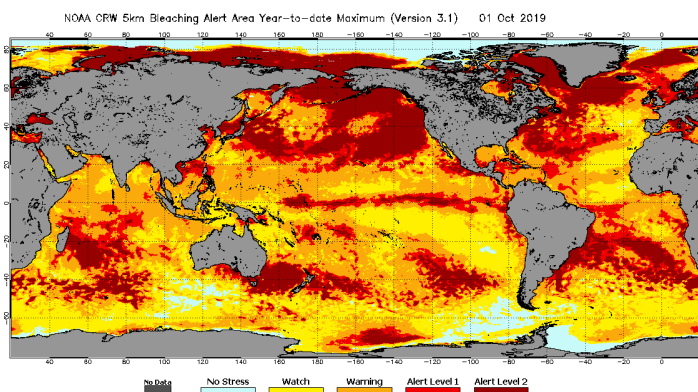 NOAA CRW 5km Bleaching Alert Area Year-to-date Maximum (Version 3.1) 01 Oct 2019
80
60
40
20
0
-20
-40
-60
40 60 80 100 120 140 160 180 -160 -140 -120 -100 -80 -60 -40 -20 0 20
No Data No Stress Watch Warning Alert Level 1 Alert Level 2